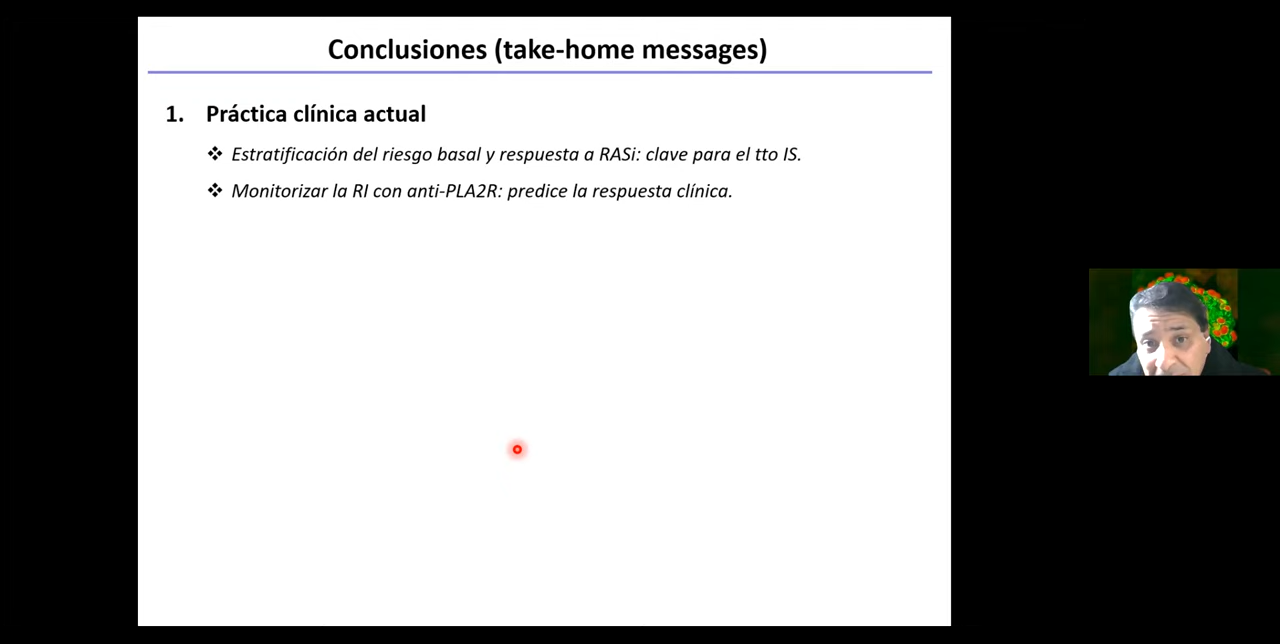 Conclusiones (take-home messages)
1. Práctica clínica actual
❖ Estratificación del riesgo basal y respuesta a RASi: clave para el tto IS.
❖ Monitorizar la RI con anti-PLA2R: predice la respuesta clínica.